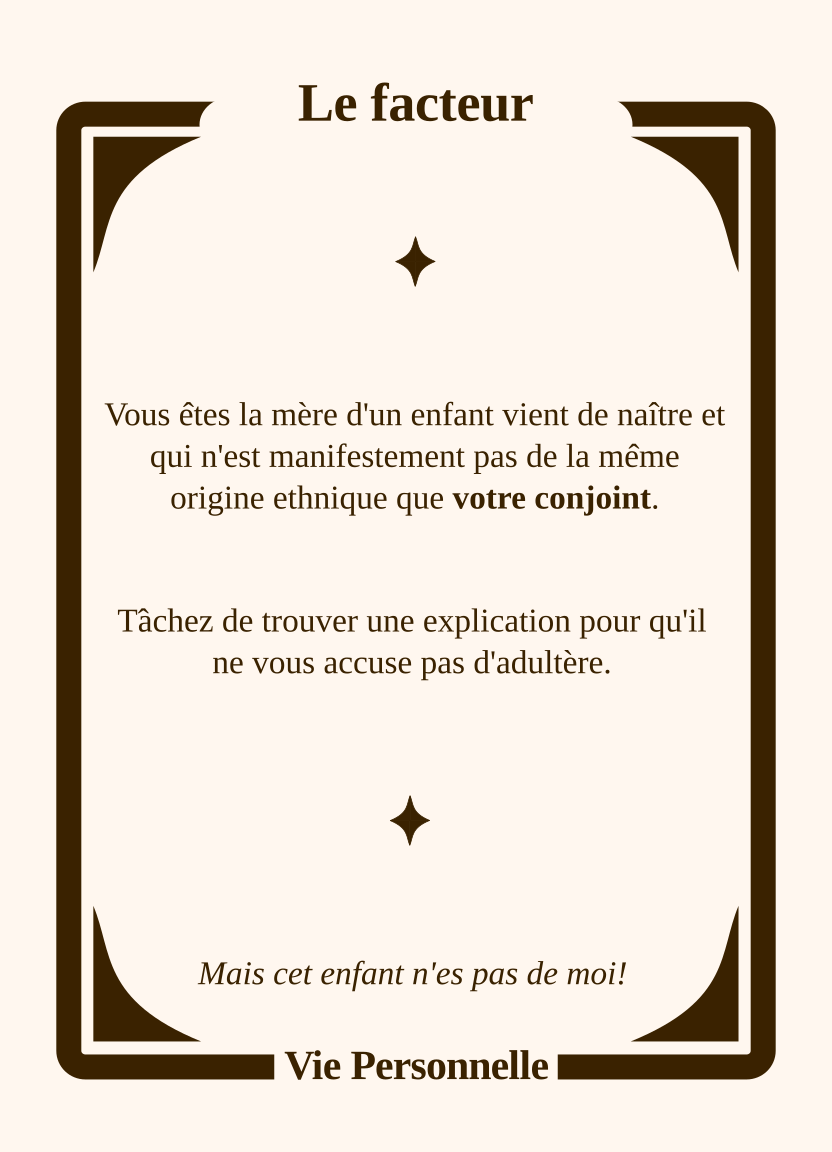 Le facteur
Vous êtes la mère d'un enfant vient de naître et
qui n'est manifestement pas de la même
origine ethnique que votre conjoint.
Tâchez de trouver une explication pour qu'il
ne vous accuse pas d'adultère.
Mais cet enfant n'es pas de moi!
Vie Personnelle